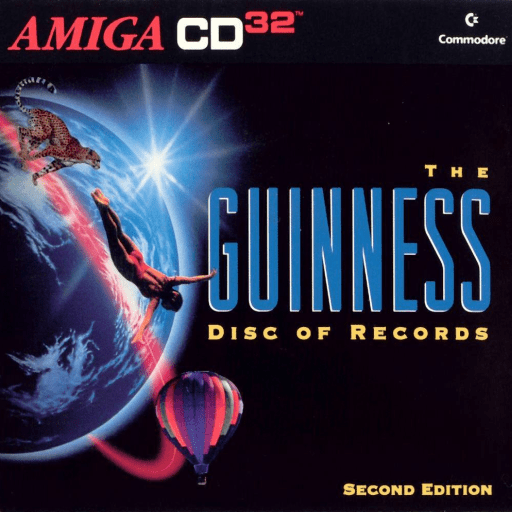 AMIGA CD32™
Commodore
THE
GUINNESS
DISC OF RECORDS
SECOND EDITION